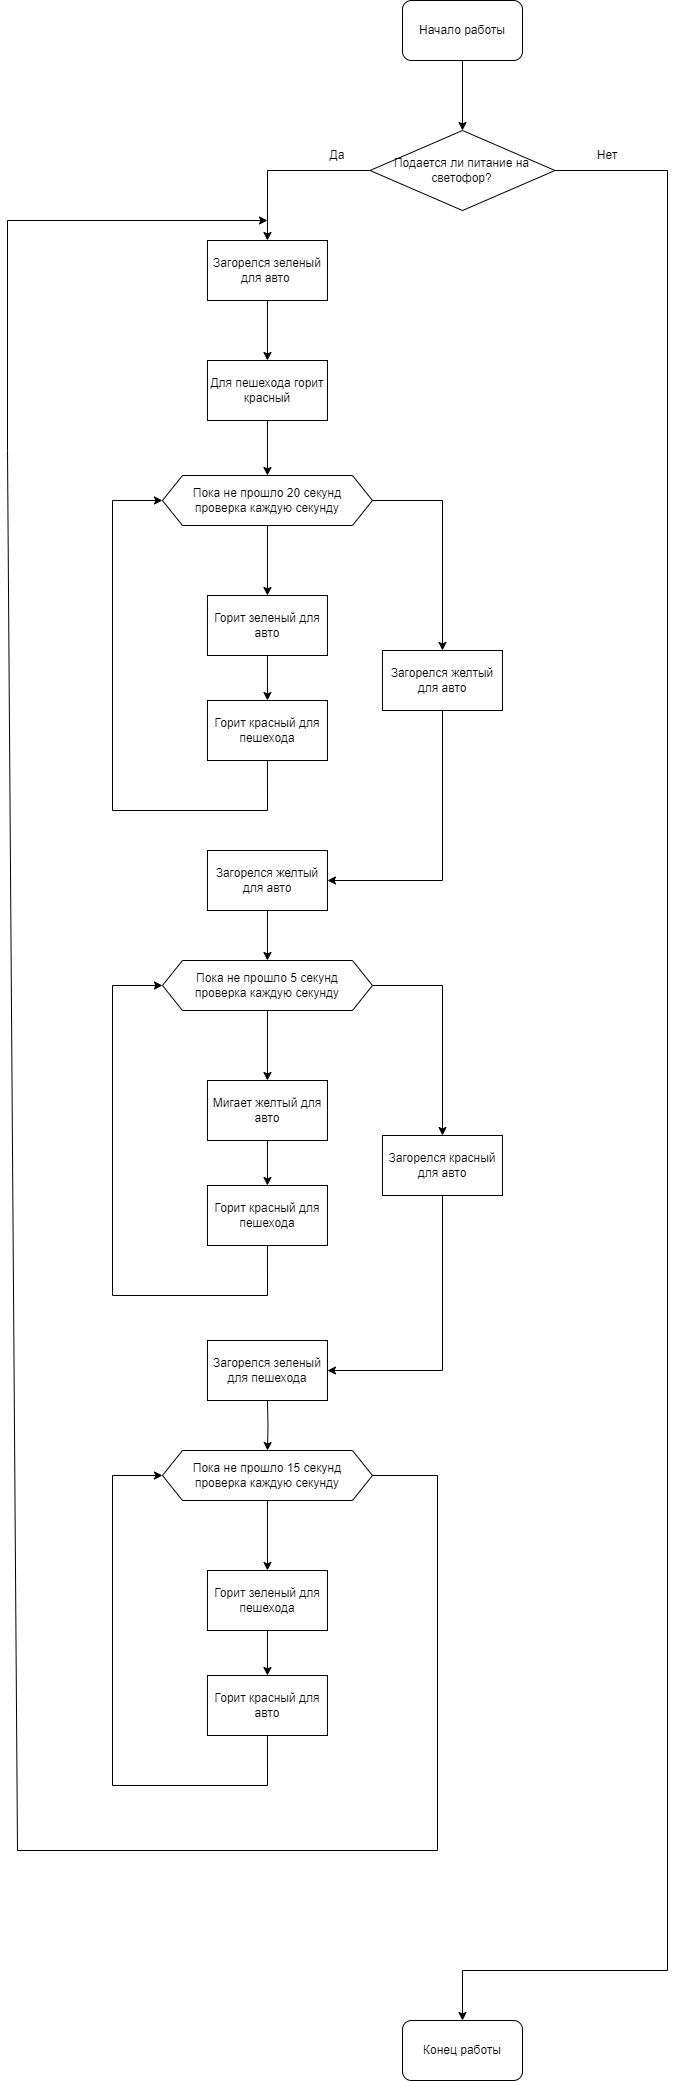 Начало работы
Подается ли питание на
светофор?
Да
Нет
Загорелся зеленый
для авто
Для пешехода горит
красный
Пока не прошло 20 секунд
проверка каждую секунду
Горит зеленый для
авто
Загорелся желтый
для авто
Горит красный для
пешехода
Загорелся желтый
для авто
Пока не прошло 5 секунд
проверка каждую секунду
Мигает желтый для
авто
Загорелся красный
для авто
Горит красный для
пешехода
Загорелся зеленый
для пешехода
Пока не прошло 15 секунд
проверка каждую секунду
Горит зеленый для
пешехода
Горит красный для
авто
Конец работы